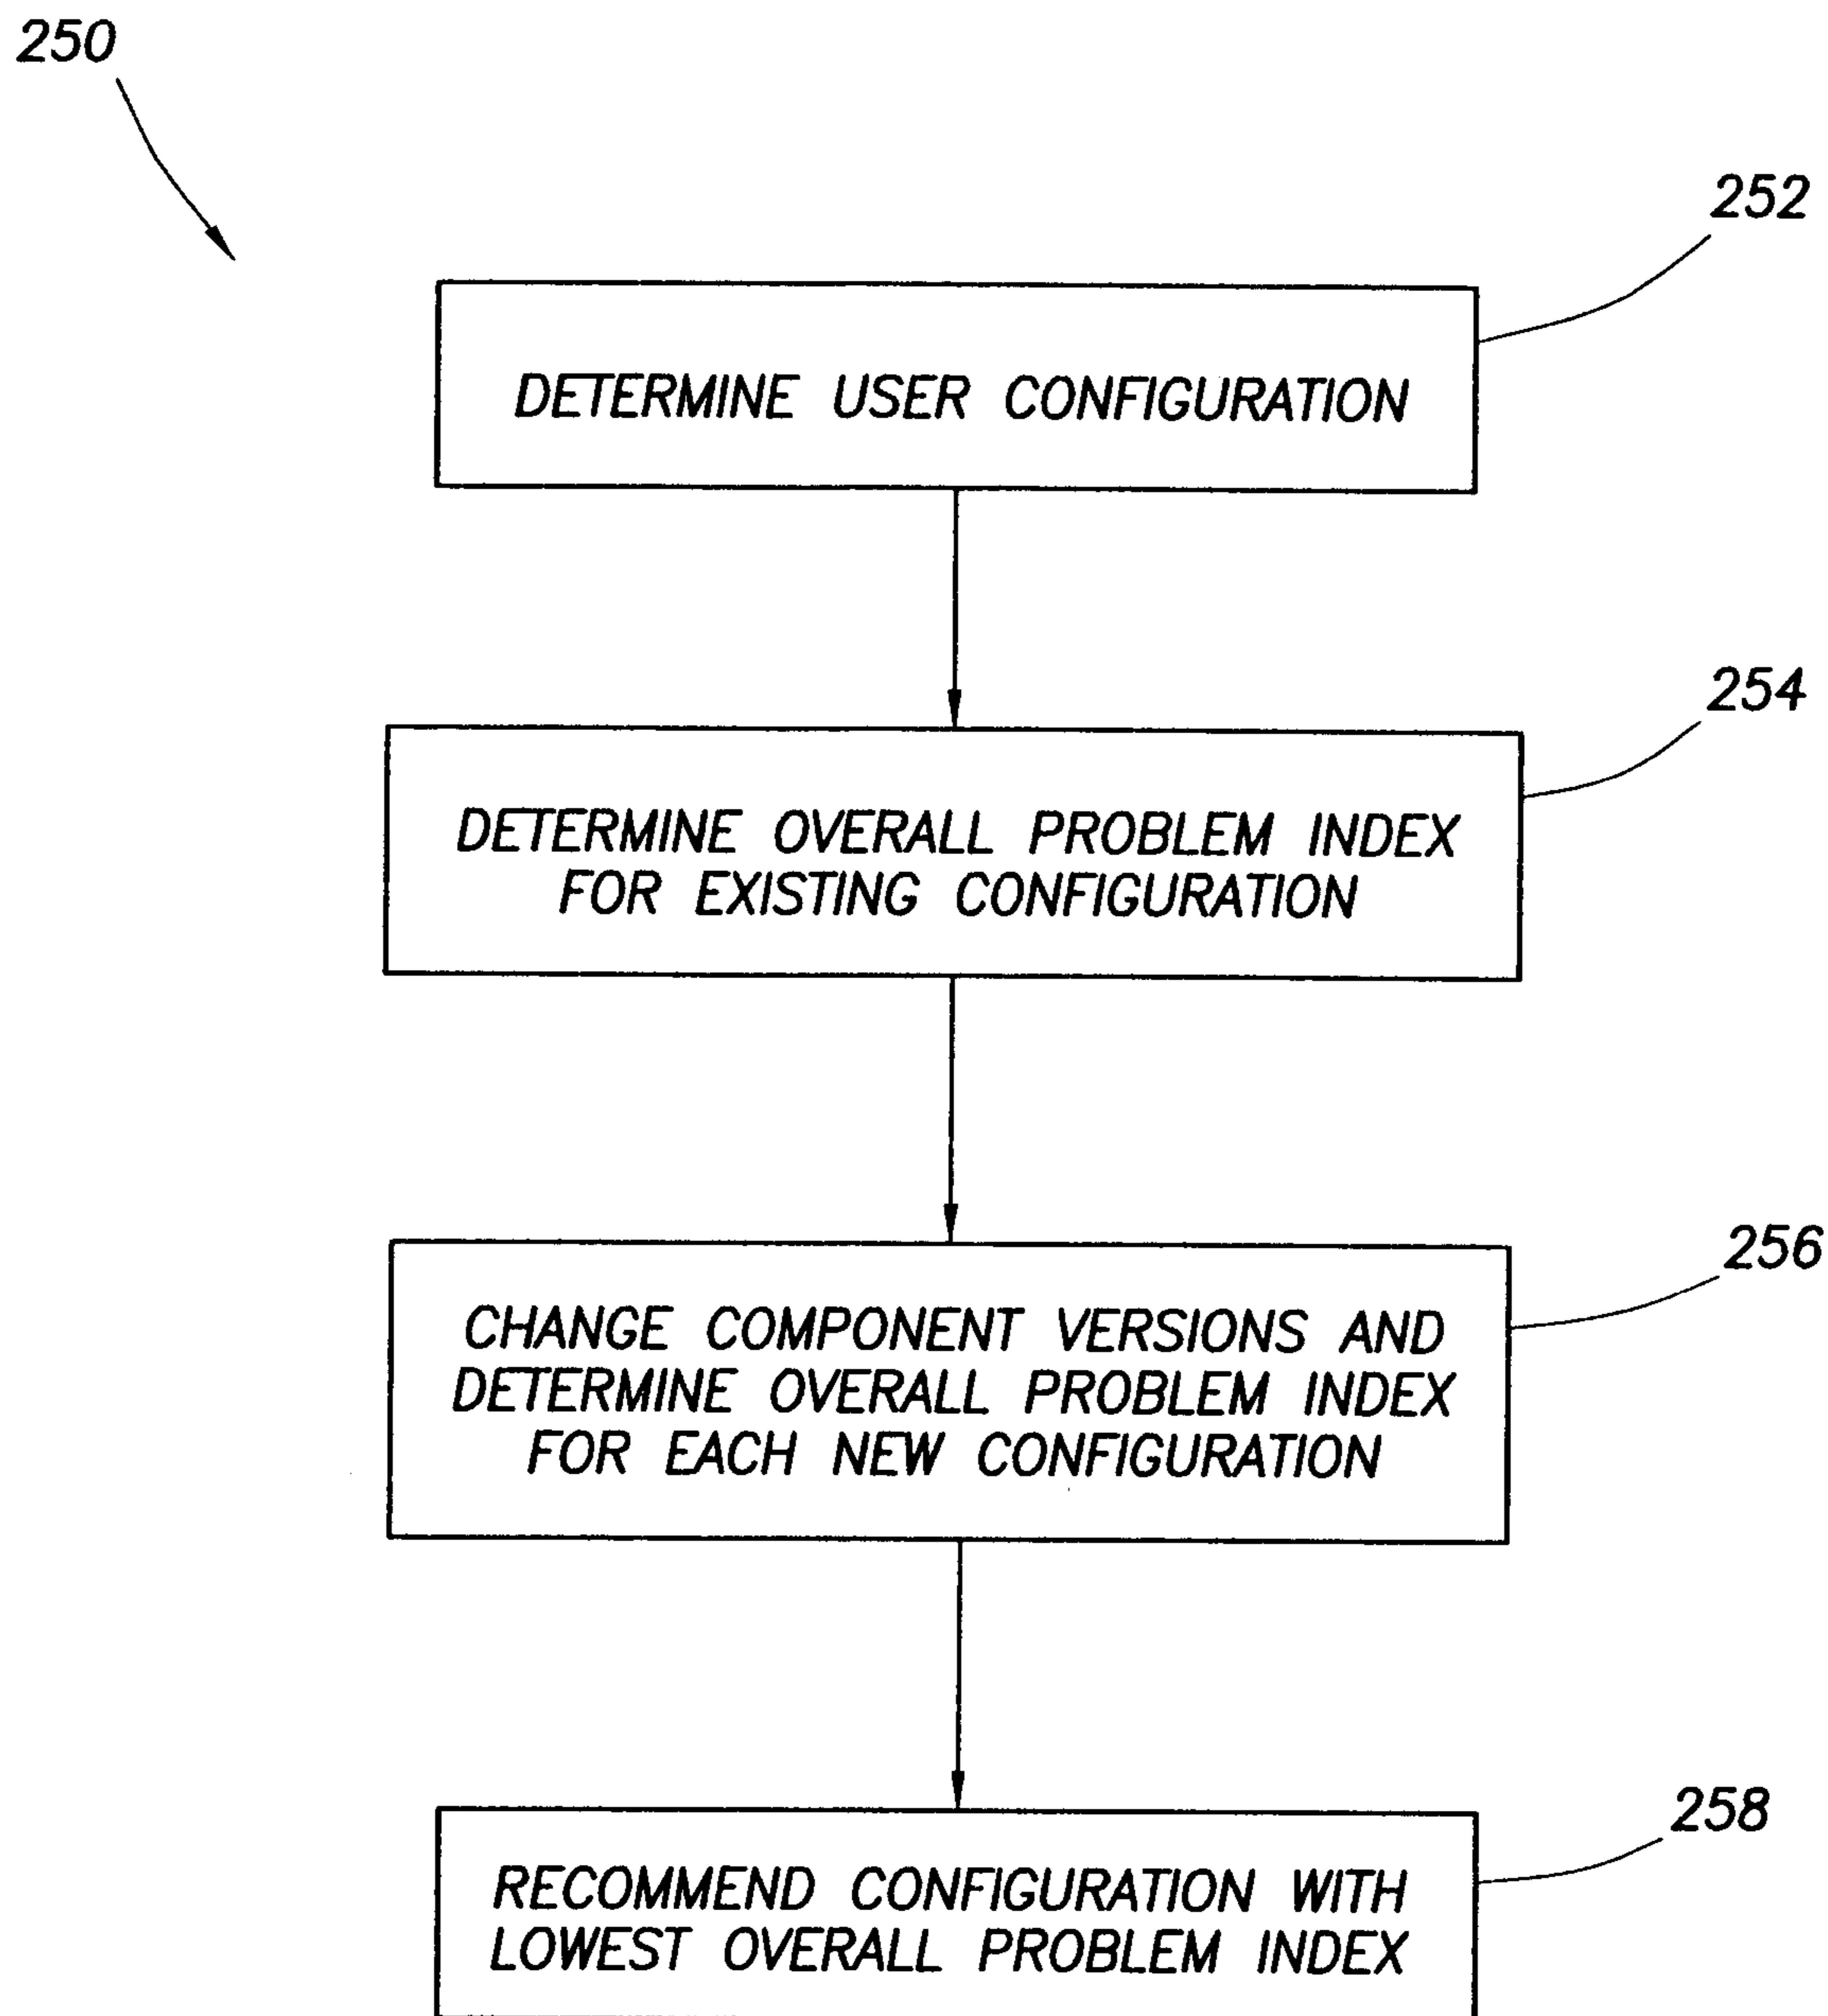 250
252
DETERMINE USER CONFIGURATION
254
DETERMINE OVERALL PROBLEM INDEX
FOR EXISTING CONFIGURATION
256
CHANGE COMPONENT VERSIONS AND
DETERMINE OVERALL PROBLEM INDEX
FOR EACH NEW CONFIGURATION
258
RECOMMEND CONFIGURATION WITH
LOWEST OVERALL PROBLEM INDEX